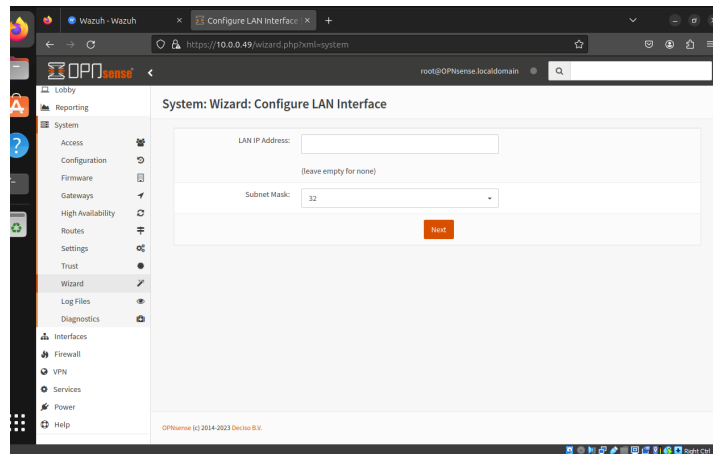 Wazuh - Wazuh
Configure LAN Interface
https://10.0.0.49/wizard.php?xml=system
OPNsense
root@OPNsense.localdomain
Lobby
Reporting
System
Access
Configuration
Firmware
Gateways
High Availability
Routes
Settings
Trust
Wizard
Log Files
Diagnostics
Interfaces
Firewall
VPN
Services
Power
Help
System: Wizard: Configure LAN Interface
LAN IP Address:
(leave empty for none)
Subnet Mask:
32
Next
OPNsense (c) 2014-2023 Deciso B.V.
Right Ctrl